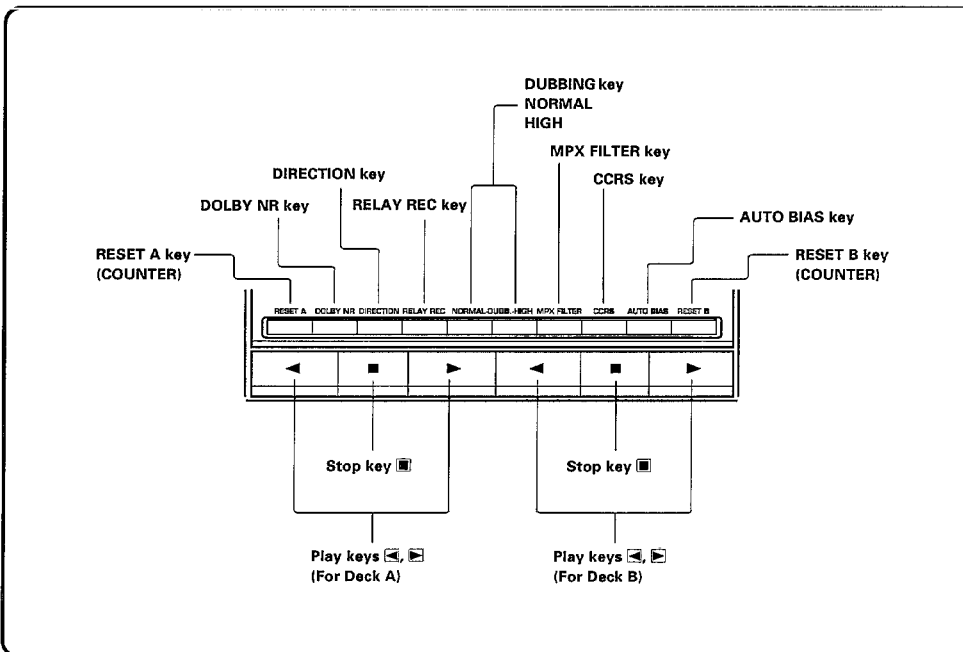 DUBBING key
NORMAL
HIGH
MPX FILTER key
DIRECTION key
CCRS key
DOLBY NR key
RELAY REC key
AUTO BIAS key
RESET A key
(COUNTER)
RESET B key
(COUNTER)
RESET A DOLBY NR DIRECTION RELAY REC NORMAL-DUBB.-HIGH MPX FILTER CCRS AUTO BIAS RESET B
◄ ■ ► ◄ ■ ►
Stop key ■
Stop key ■
Play keys ◄, ►
(For Deck A)
Play keys ◄, ►
(For Deck B)